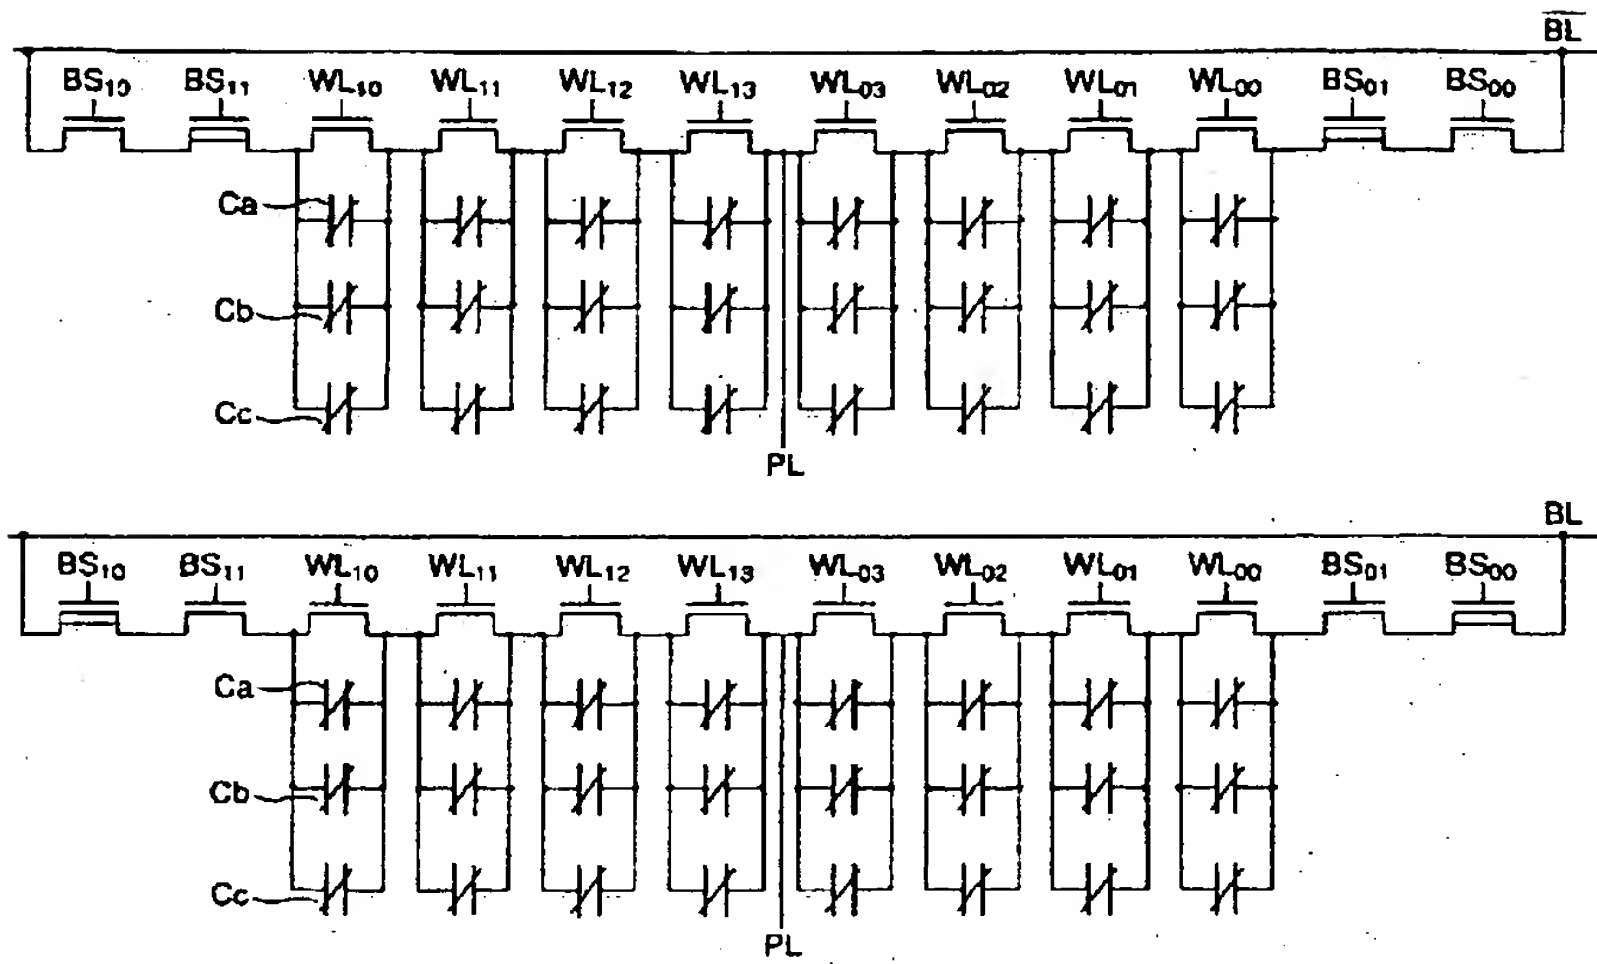 B̅L̅
BS₁₀ BS₁₁ WL₁₀ WL₁₁ WL₁₂ WL₁₃ WL₀₃ WL₀₂ WL₀₁ WL₀₀ BS₀₁ BS₀₀
Ca
Cb
Cc
PL
BL
BS₁₀ BS₁₁ WL₁₀ WL₁₁ WL₁₂ WL₁₃ WL₀₃ WL₀₂ WL₀₁ WL₀₀ BS₀₁ BS₀₀
Ca
Cb
Cc
PL